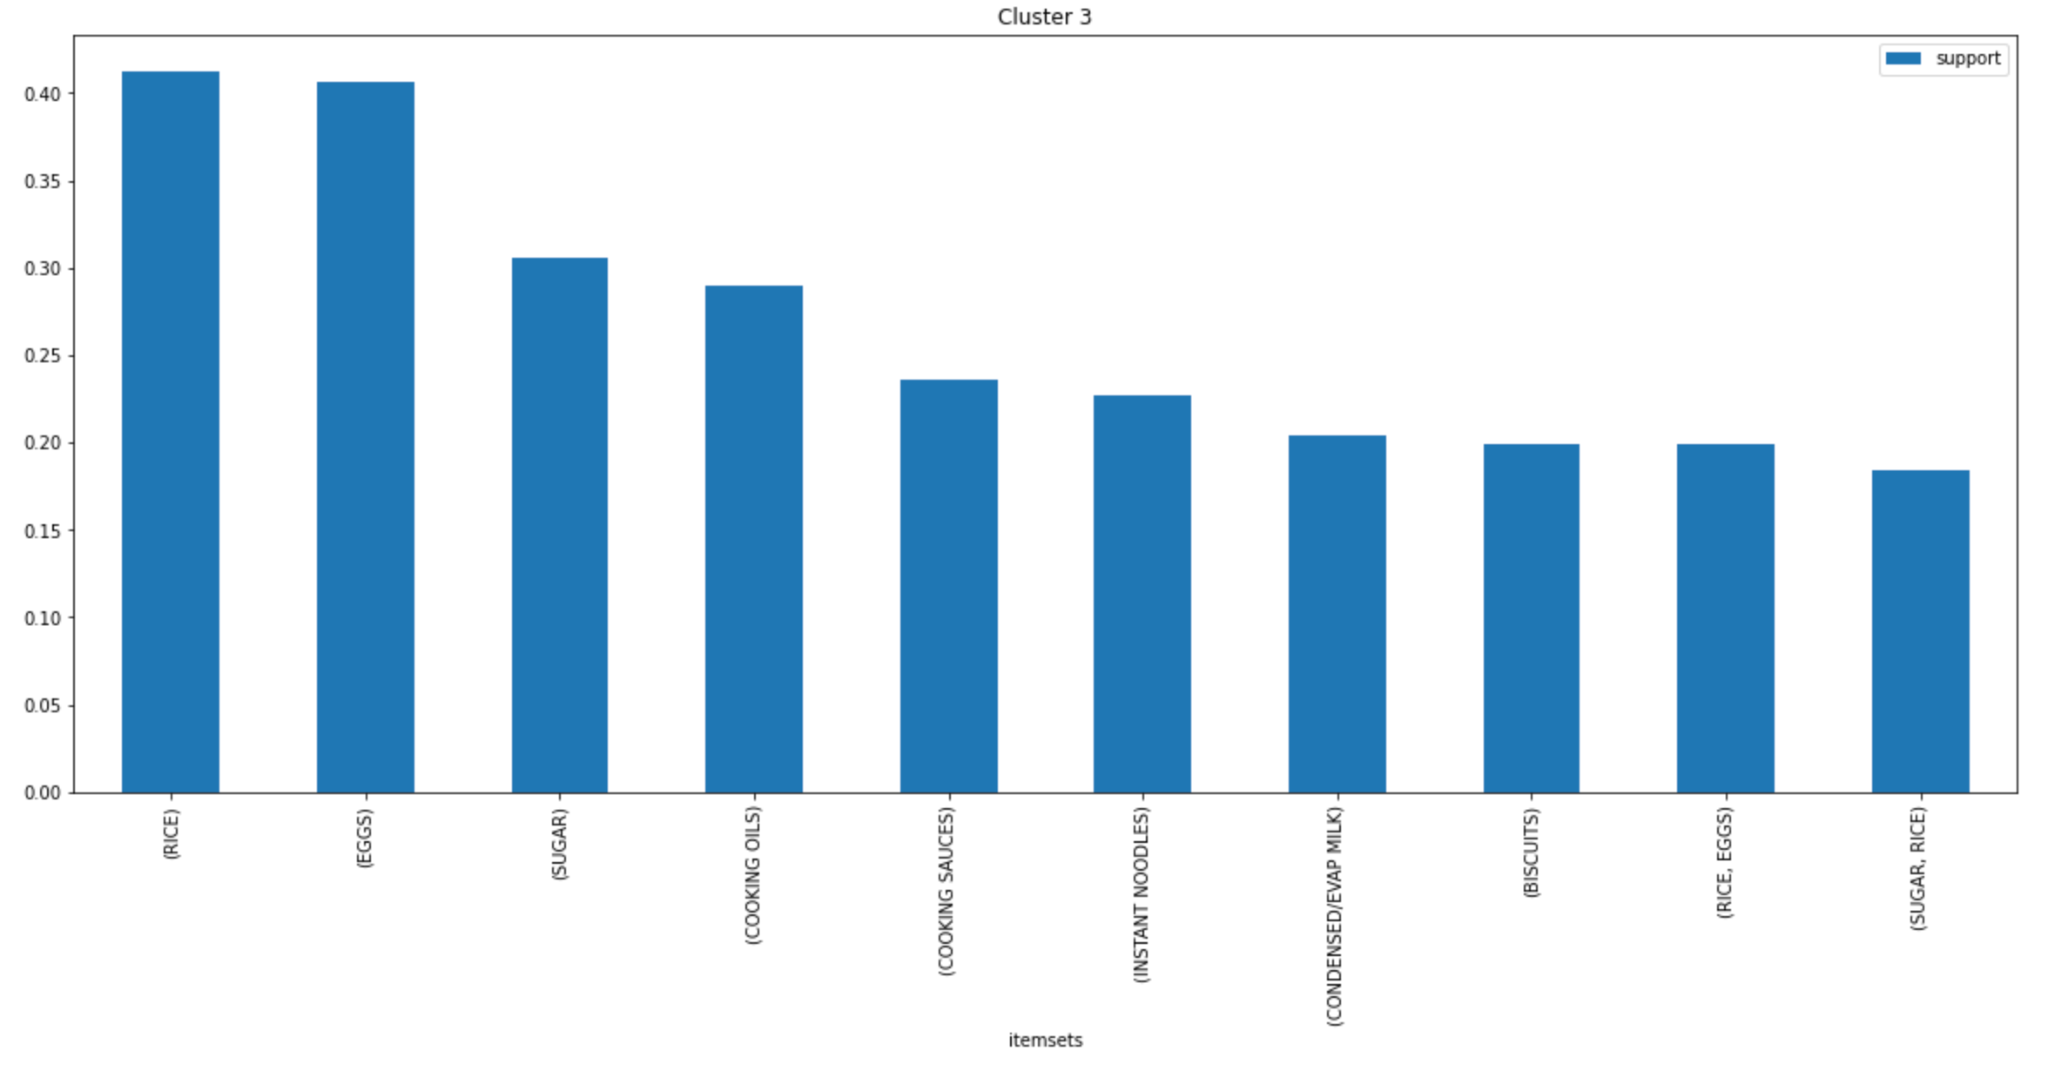 Cluster 3
support
0.40
0.35
0.30
0.25
0.20
0.15
0.10
0.05
0.00
(RICE)
(EGGS)
(SUGAR)
(COOKING OILS)
(COOKING SAUCES)
(INSTANT NOODLES)
(CONDENSED/EVAP MILK)
(BISCUITS)
(RICE, EGGS)
(SUGAR, RICE)
itemsets